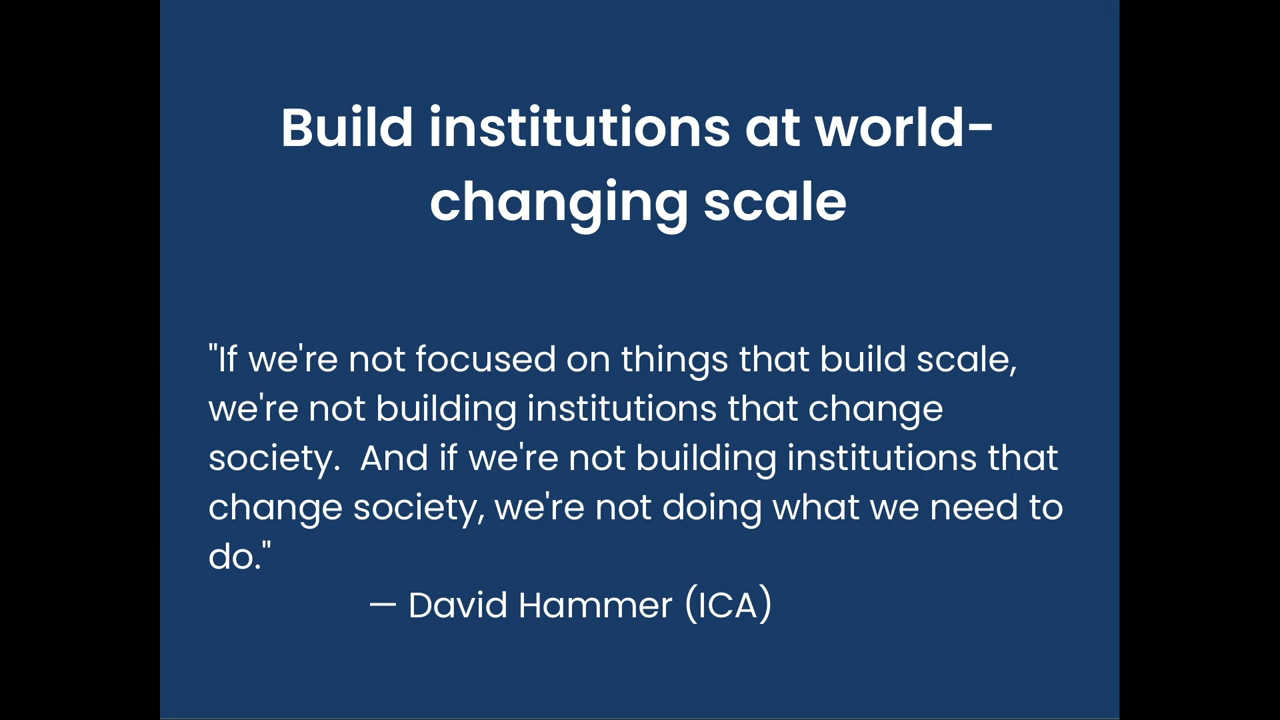 Build institutions at world-
changing scale
"If we're not focused on things that build scale,
we're not building institutions that change
society.  And if we're not building institutions that
change society, we're not doing what we need to
do."
— David Hammer (ICA)